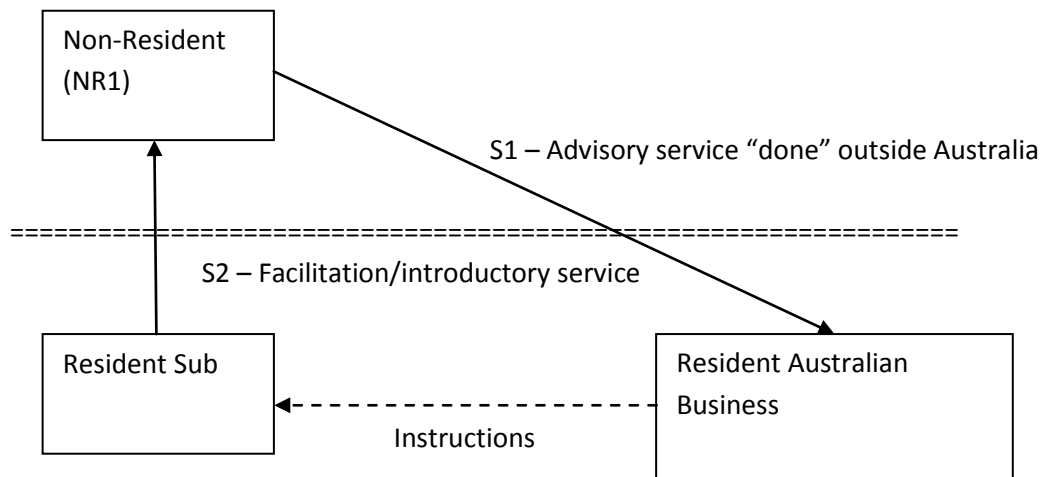 Non-Resident
(NR1)
S1 – Advisory service “done” outside Australia
S2 – Facilitation/introductory service
Resident Sub
Resident Australian
Business
Instructions